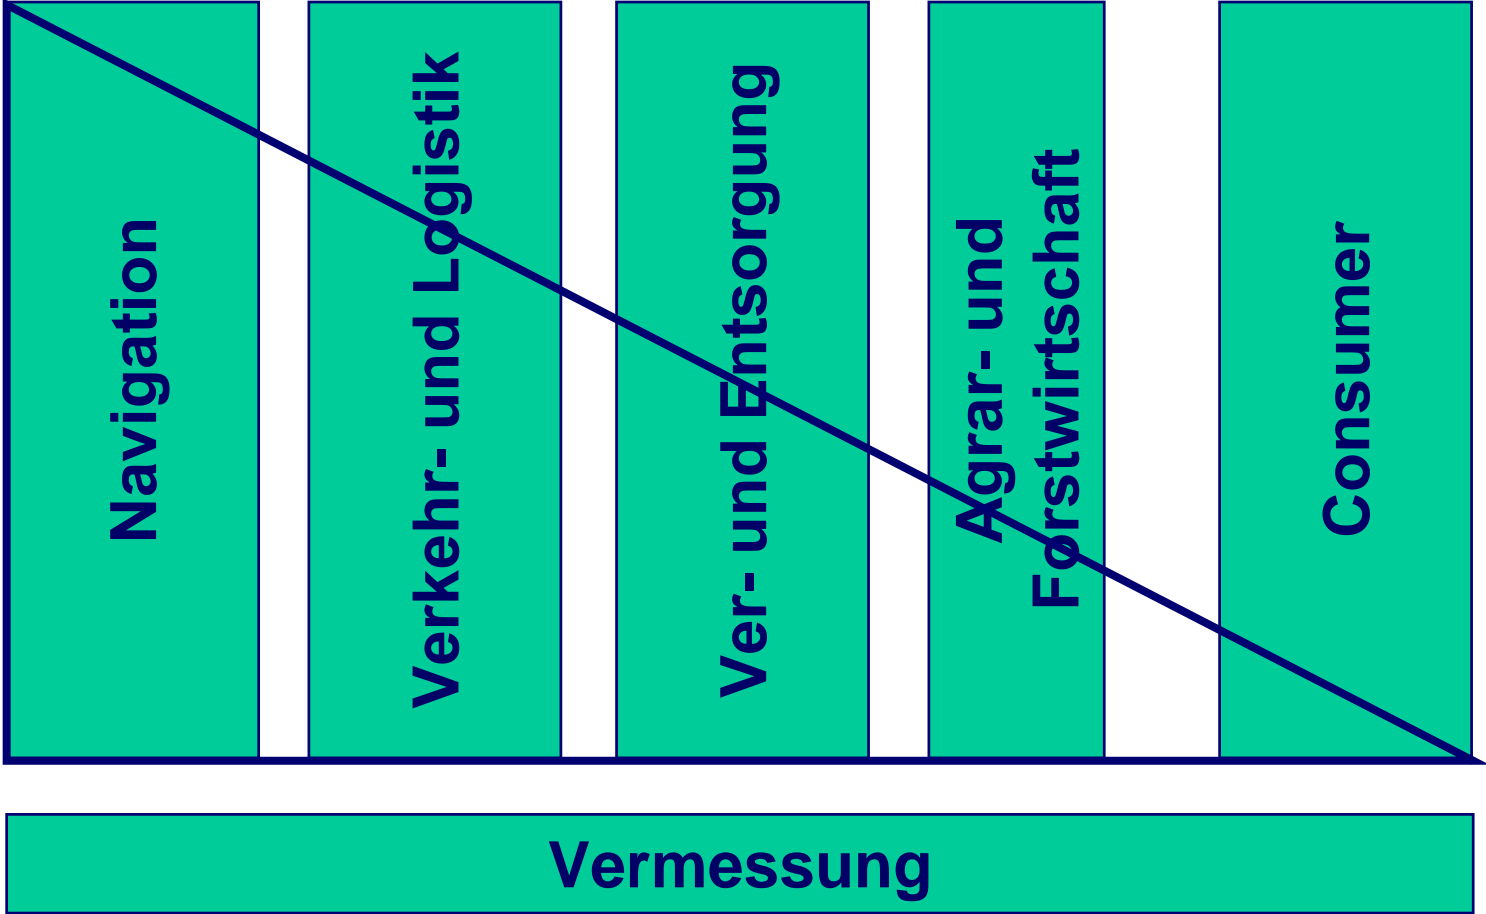 Navigation
Verkehr- und Logistik
Ver- und Entsorgung
Agrar- und
Forstwirtschaft
Consumer
Vermessung